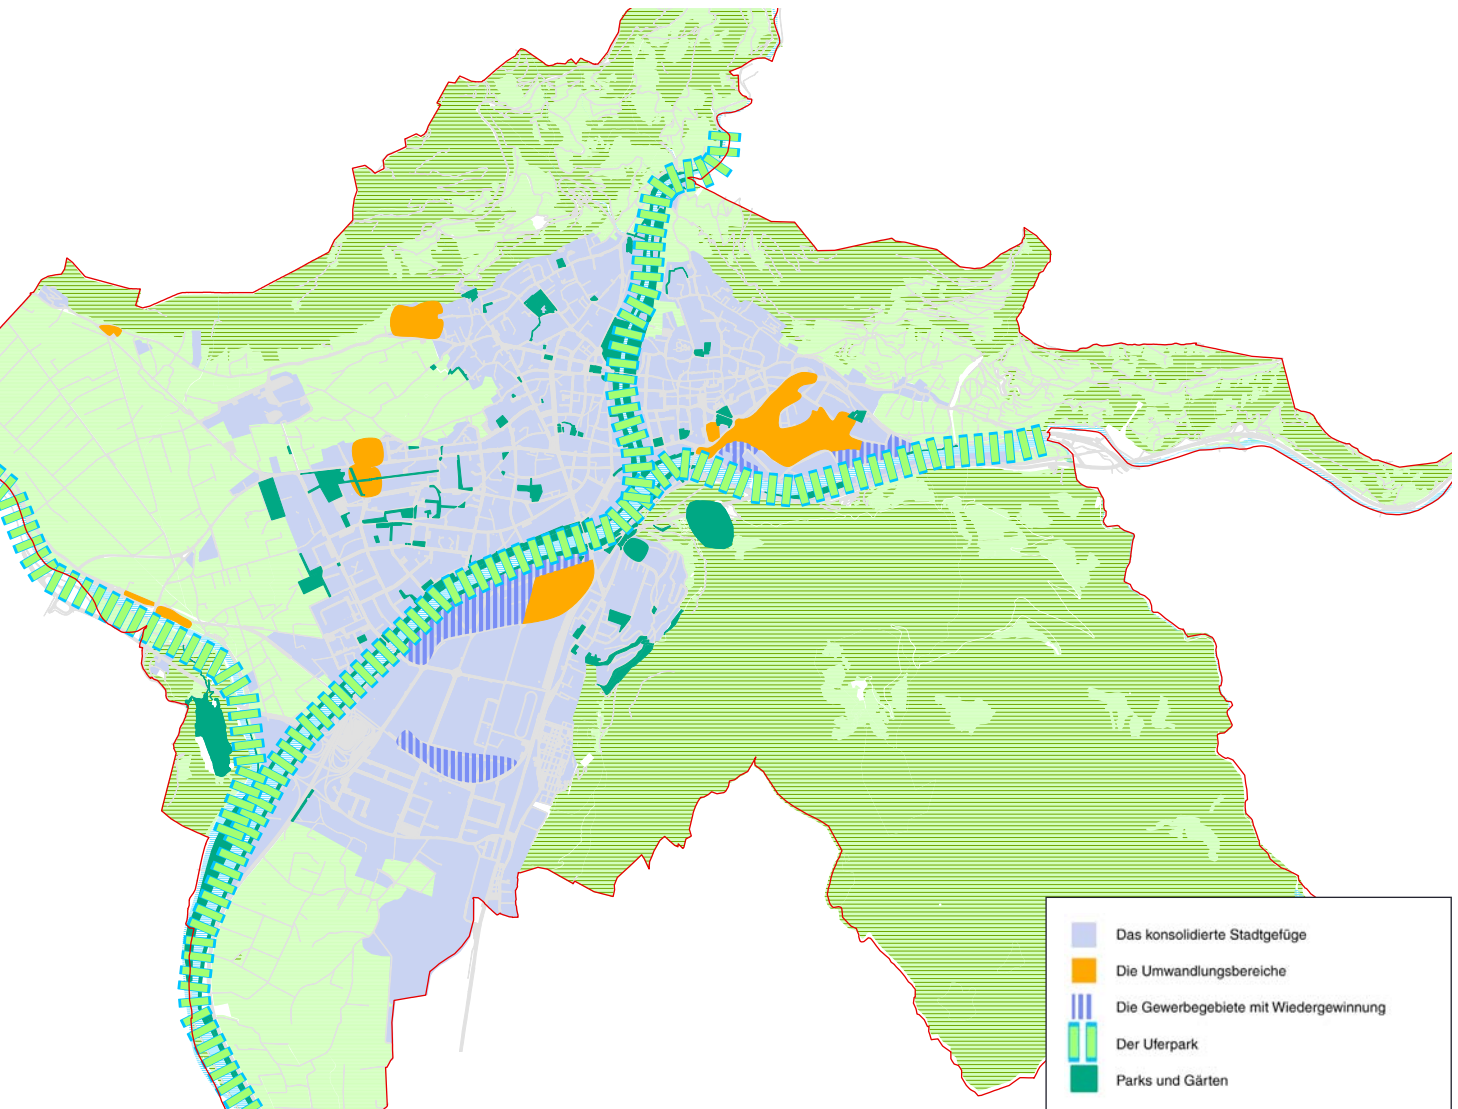 Das konsolidierte Stadtgefüge
Die Umwandlungsbereiche
Die Gewerbegebiete mit Wiedergewinnung
Der Uferpark
Parks und Gärten